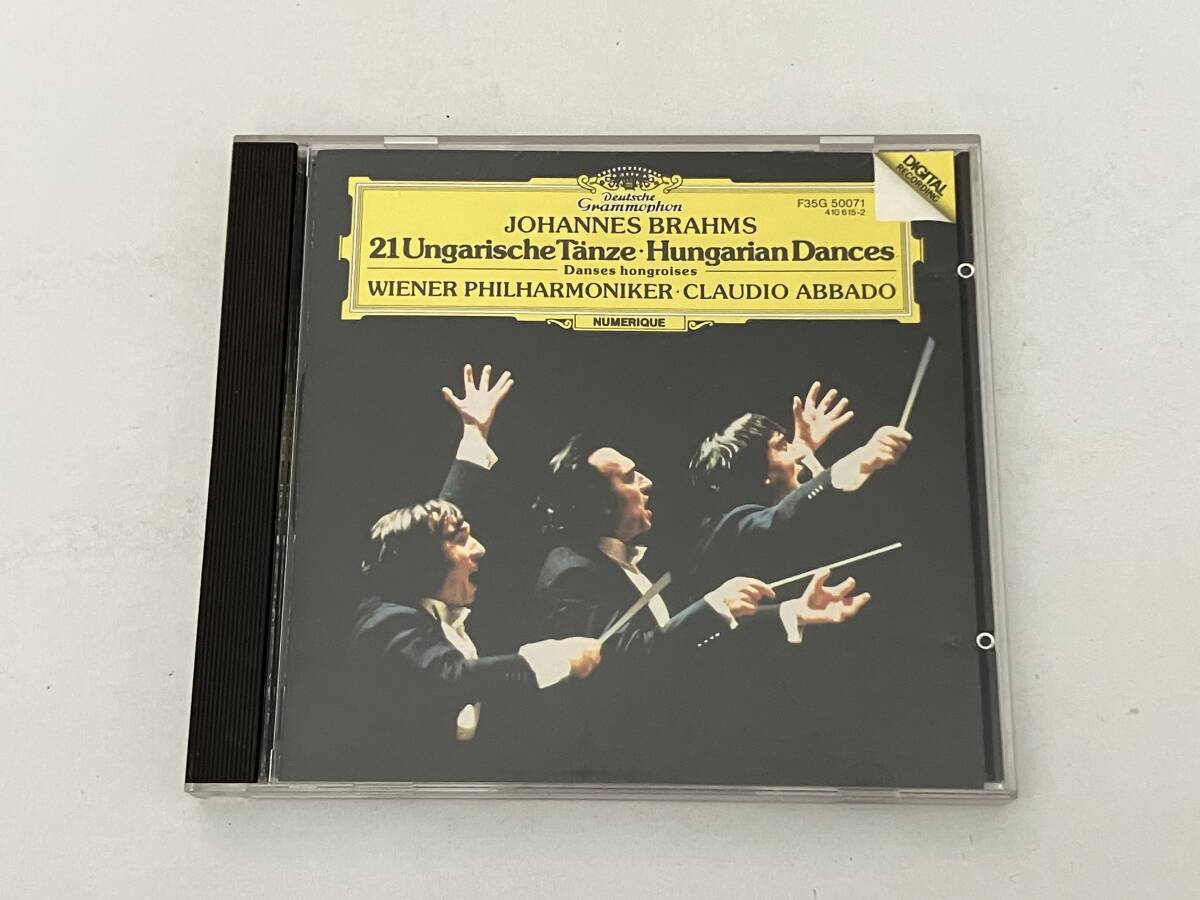 DIGITAL
RECORDING
Deutsche
Grammophon
F35G 50071
410 615-2
JOHANNES BRAHMS
21 Ungarische Tänze · Hungarian Dances
Danses hongroises
WIENER PHILHARMONIKER · CLAUDIO ABBADO
NUMERIQUE